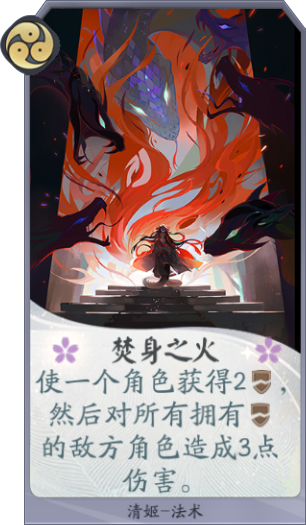 焚身之火
使一个角色获得2，
然后对所有拥有
的敌方角色造成3点
伤害。
清姬-法术